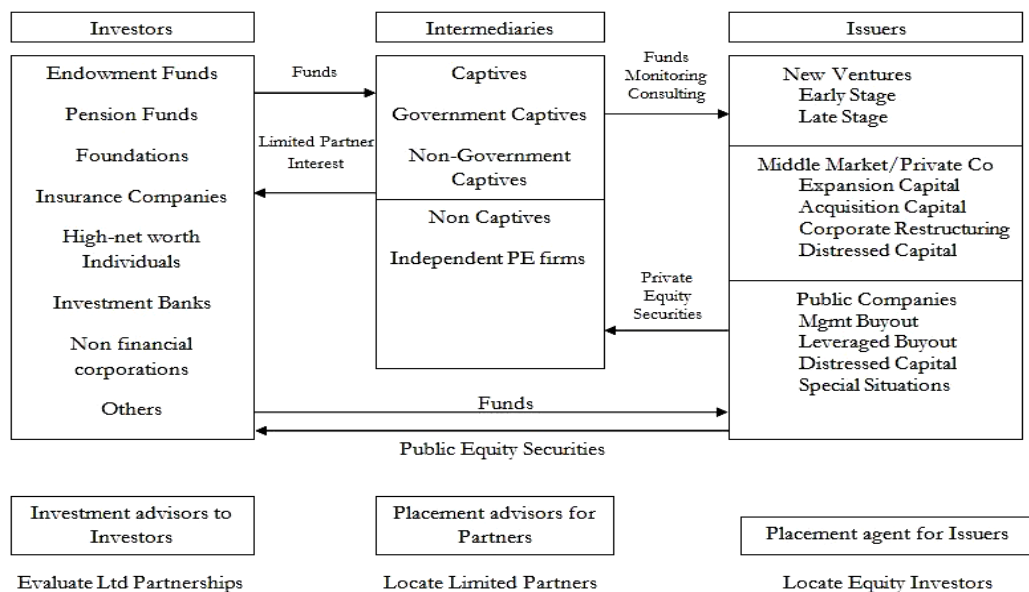 Investors
Intermediaries
Issuers
Endowment Funds
Pension Funds
Foundations
Insurance Companies
High-net worth
Individuals
Investment Banks
Non financial
corporations
Others
Funds
Limited Partner
Interest
Captives
Government Captives
Non-Government
Captives
Non Captives
Independent PE firms
Funds
Monitoring
Consulting
Private
Equity
Securities
New Ventures
Early Stage
Late Stage
Middle Market/Private Co
Expansion Capital
Acquisition Capital
Corporate Restructuring
Distressed Capital
Public Companies
Mgmt Buyout
Leveraged Buyout
Distressed Capital
Special Situations
Funds
Public Equity Securities
Investment advisors to
Investors
Evaluate Ltd Partnerships
Placement advisors for
Partners
Locate Limited Partners
Placement agent for Issuers
Locate Equity Investors